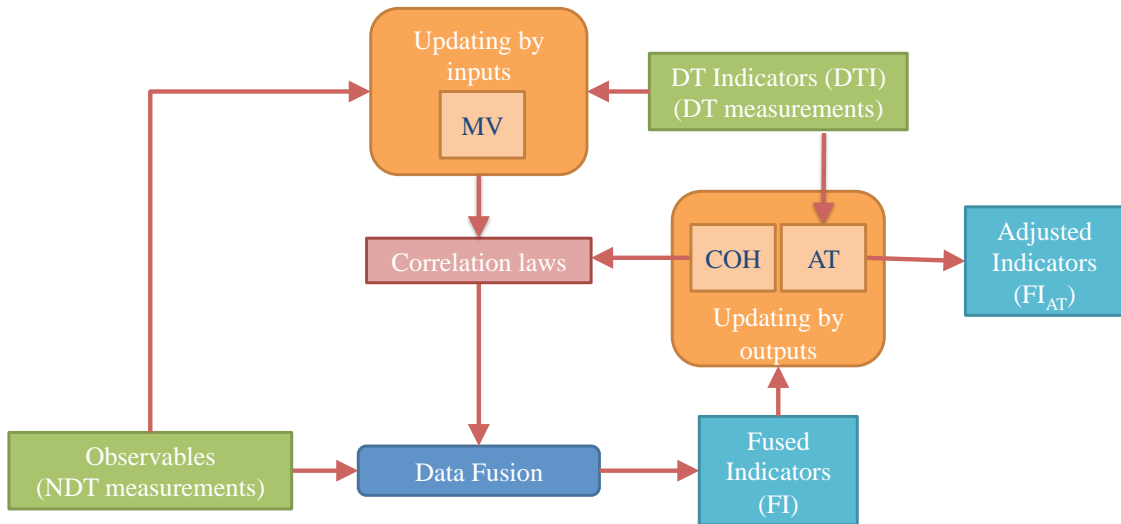 Updating by
inputs
MV
DT Indicators (DTI)
(DT measurements)
Correlation laws
COH
AT
Updating by
outputs
Adjusted
Indicators
(FI_AT)
Observables
(NDT measurements)
Data Fusion
Fused
Indicators
(FI)